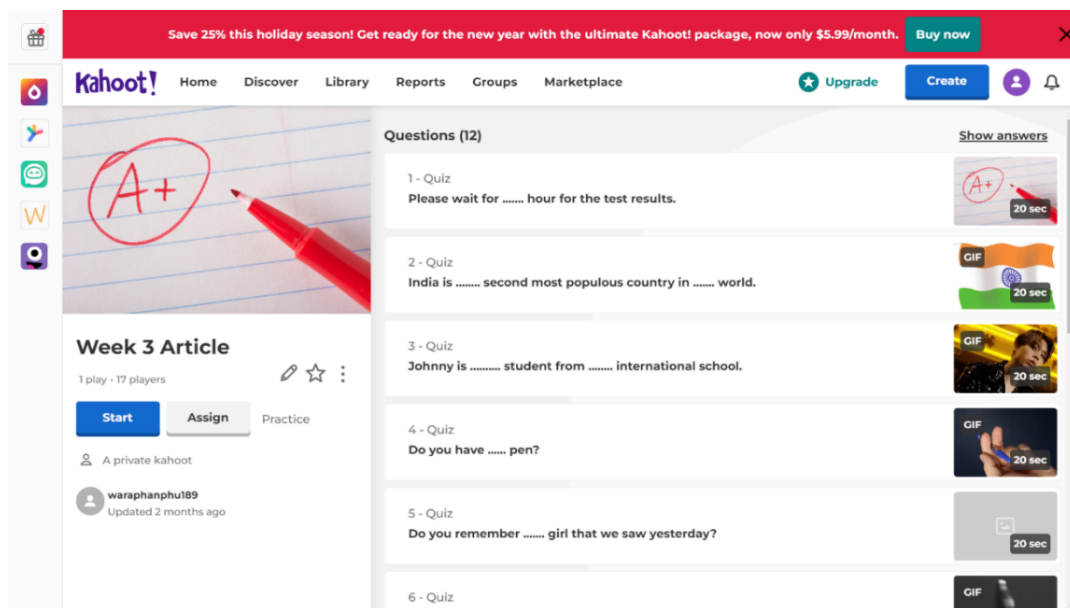 Save 25% this holiday season! Get ready for the new year with the ultimate Kahoot! package, now only $5.99/month. Buy now
Kahoot! Home Discover Library Reports Groups Marketplace Upgrade Create
A+
Week 3 Article
1 play · 17 players
Start Assign Practice
A private kahoot
waraphanphu189
Updated 2 months ago
Questions (12) Show answers
1 - Quiz
Please wait for ....... hour for the test results.
A+
20 sec
2 - Quiz
India is ........ second most populous country in ....... world.
GIF
20 sec
3 - Quiz
Johnny is .......... student from ........ international school.
GIF
20 sec
4 - Quiz
Do you have ...... pen?
GIF
20 sec
5 - Quiz
Do you remember ....... girl that we saw yesterday?
20 sec
6 - Quiz
GIF